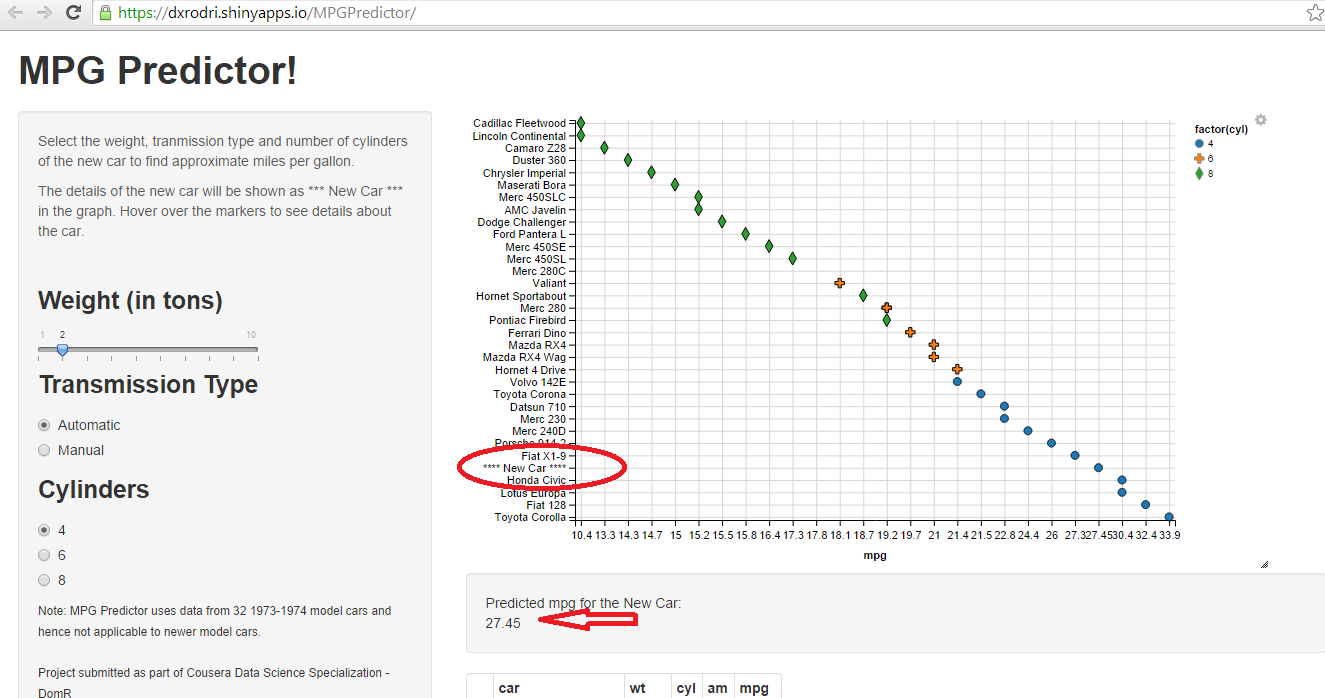 https://dxrodri.shinyapps.io/MPGPredictor/
MPG Predictor!
Select the weight, tranmission type and number of cylinders
of the new car to find approximate miles per gallon.
The details of the new car will be shown as *** New Car ***
in the graph. Hover over the markers to see details about
the car.
Weight (in tons)
1 2 10
Transmission Type
Automatic
Manual
Cylinders
4
6
8
Note: MPG Predictor uses data from 32 1973-1974 model cars and
hence not applicable to newer model cars.
Project submitted as part of Cousera Data Science Specialization -
DomR
Cadillac Fleetwood
Lincoln Continental
Camaro Z28
Duster 360
Chrysler Imperial
Maserati Bora
Merc 450SLC
AMC Javelin
Dodge Challenger
Ford Pantera L
Merc 450SE
Merc 450SL
Merc 280C
Valiant
Hornet Sportabout
Merc 280
Pontiac Firebird
Ferrari Dino
Mazda RX4
Mazda RX4 Wag
Hornet 4 Drive
Volvo 142E
Toyota Corona
Datsun 710
Merc 230
Merc 240D
Porsche 914-2
Fiat X1-9
**** New Car ****
Honda Civic
Lotus Europa
Fiat 128
Toyota Corolla
10.4 13.3 14.3 14.7 15 15.2 15.5 15.8 16.4 17.3 17.8 18.1 18.7 19.2 19.7 21 21.4 21.5 22.8 24.4 26 27.3 27.45 30.4 32.4 33.9
mpg
factor(cyl)
4
6
8
Predicted mpg for the New Car:
27.45
car wt cyl am mpg